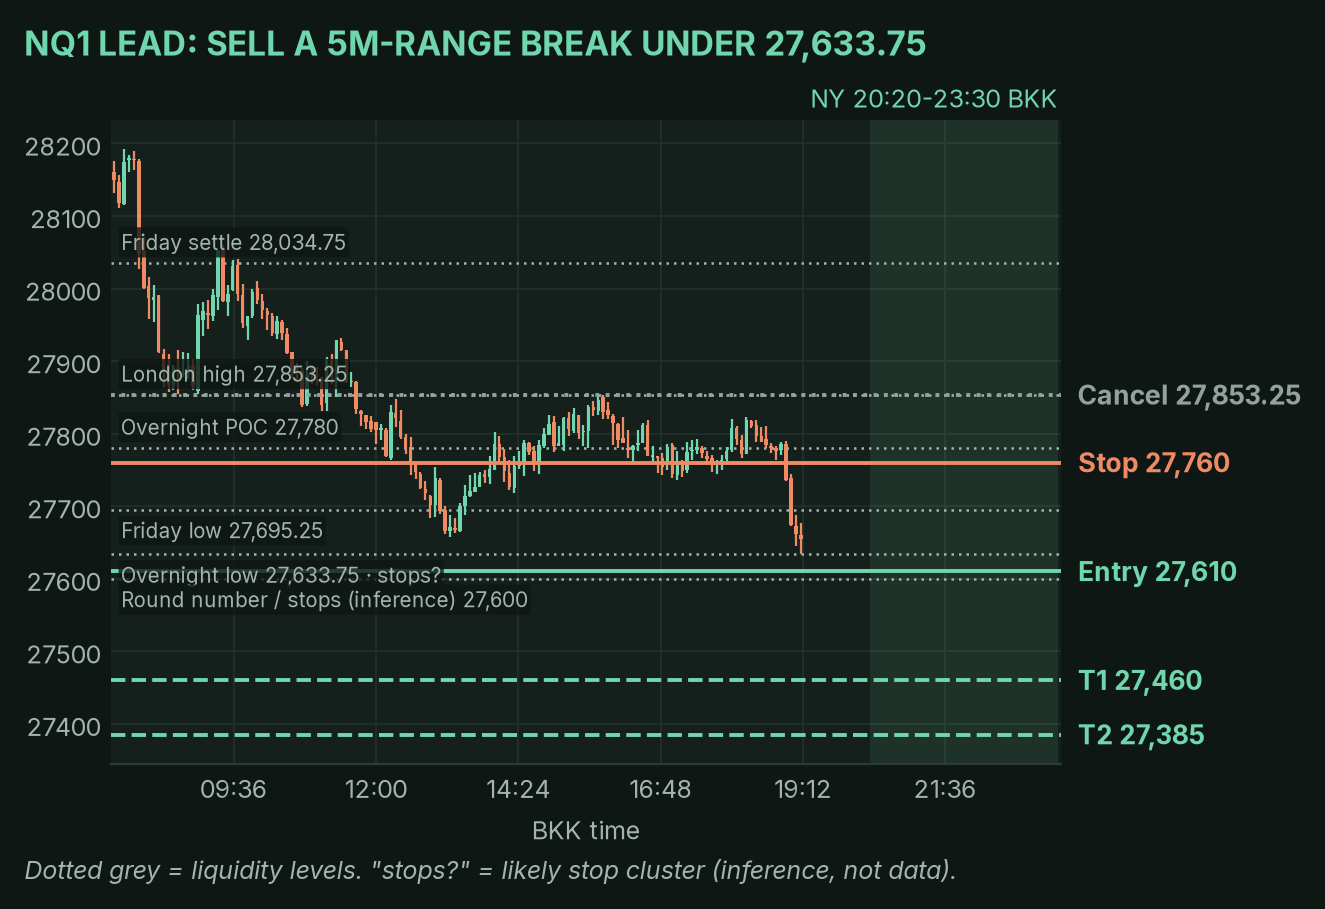 NQ1 LEAD: SELL A 5M-RANGE BREAK UNDER 27,633.75
NY 20:20-23:30 BKK
28200
28100
Friday settle 28,034.75
28000
27900
London high 27,853.25
Cancel 27,853.25
27800
Overnight POC 27,780
Stop 27,760
27700
Friday low 27,695.25
27600
Overnight low 27,633.75 · stops?
Entry 27,610
Round number / stops (inference) 27,600
27500
T1 27,460
27400
T2 27,385
09:36 12:00 14:24 16:48 19:12 21:36
BKK time
Dotted grey = liquidity levels. "stops?" = likely stop cluster (inference, not data).